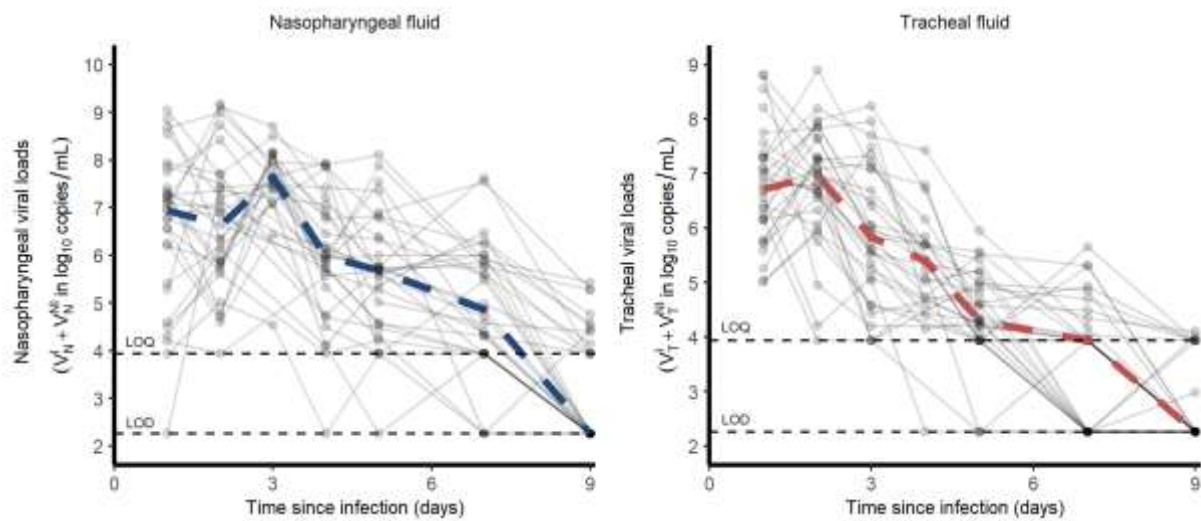 Nasopharyngeal fluid
Nasopharyngeal viral loads
(V_N^I + V_N^NI in log10 copies/mL)
10
9
8
7
6
5
4
3
2
LOQ
LOD
0
3
6
9
Time since infection (days)
Tracheal fluid
Tracheal viral loads
(V_T^I + V_T^NI in log10 copies/mL)
9
8
7
6
5
4
3
2
LOQ
LOD
0
3
6
9
Time since infection (days)